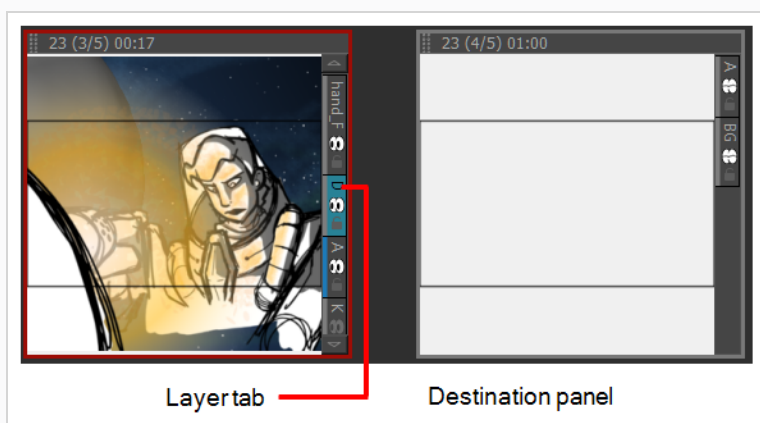 23 (3/5) 00:17
hand_F
D
A
K
23 (4/5) 01:00
A
BG
Layer tab
Destination panel